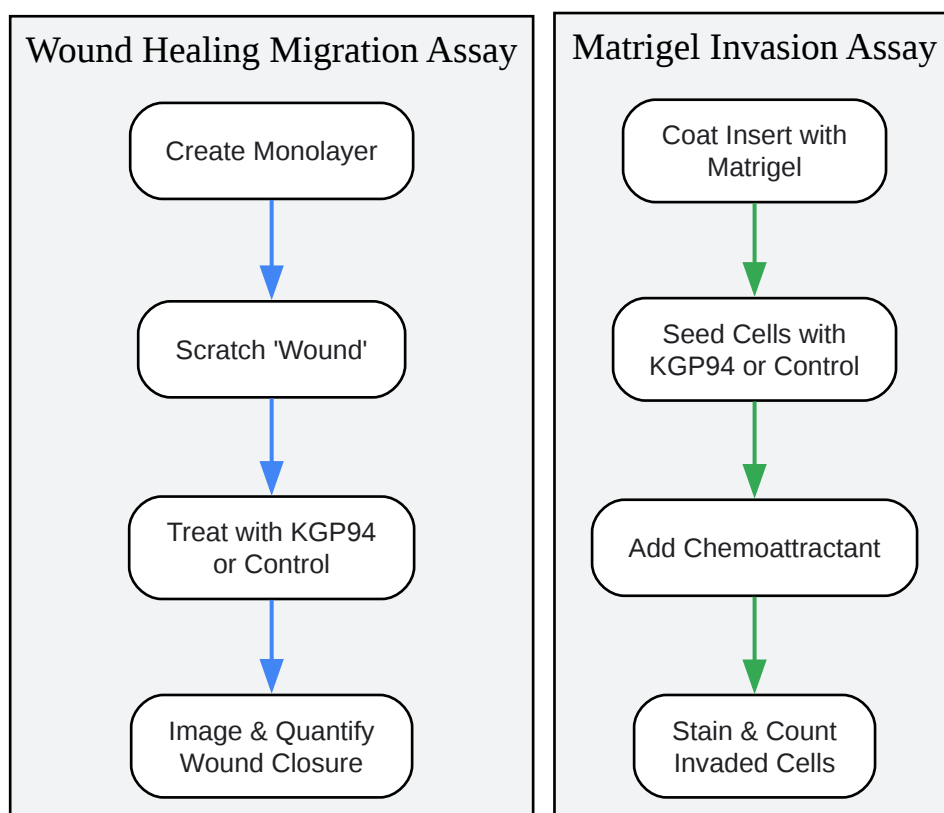 Wound Healing Migration Assay
Create Monolayer
Scratch 'Wound'
Treat with KGP94
or Control
Image & Quantify
Wound Closure
Matrigel Invasion Assay
Coat Insert with
Matrigel
Seed Cells with
KGP94 or Control
Add Chemoattractant
Stain & Count
Invaded Cells